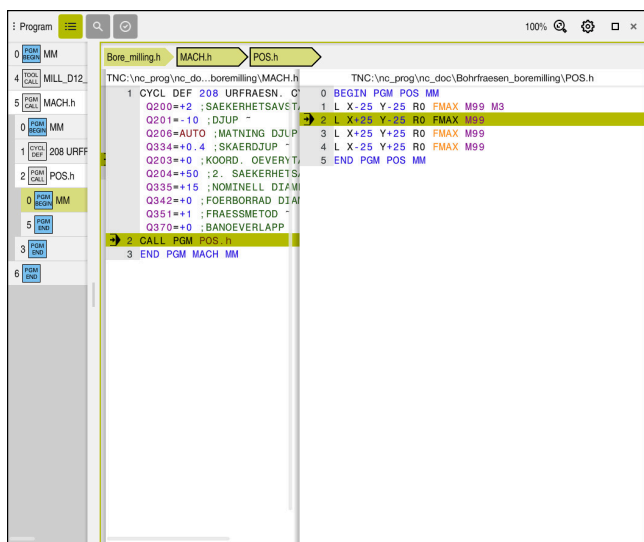 Program
100%
0 PGM BEGIN MM
4 TOOL CALL MILL_D12_
5 PGM CALL MACH.h
0 PGM BEGIN MM
1 CYCL DEF 208 URFF
2 PGM CALL POS.h
0 PGM BEGIN MM
5 PGM END
3 PGM END
6 PGM END
Bore_milling.h MACH.h POS.h
TNC:\nc_prog\nc_do...boremilling\MACH.h
1 CYCL DEF 208 URFRAESN. CY
Q200=+2 ;SAEKERHETSAVSTA
Q201=-10 ;DJUP ~
Q206=AUTO ;MATNING DJUP
Q334=+0.4 ;SKAERDJUP ~
Q203=+0 ;KOORD. OEVERYTA
Q204=+50 ;2. SAEKERHETSA
Q335=+15 ;NOMINELL DIAM
Q342=+0 ;FOERBORRAD DIAM
Q351=+1 ;FRAESSMETOD ~
Q370=+0 ;BANOEVERLAPP
2 CALL PGM POS.h
3 END PGM MACH MM
TNC:\nc_prog\nc_doc\Bohrfraesen_boremilling\POS.h
0 BEGIN PGM POS MM
1 L X-25 Y-25 R0 FMAX M99 M3
2 L X+25 Y-25 R0 FMAX M99
3 L X+25 Y+25 R0 FMAX M99
4 L X-25 Y+25 R0 FMAX M99
5 END PGM POS MM